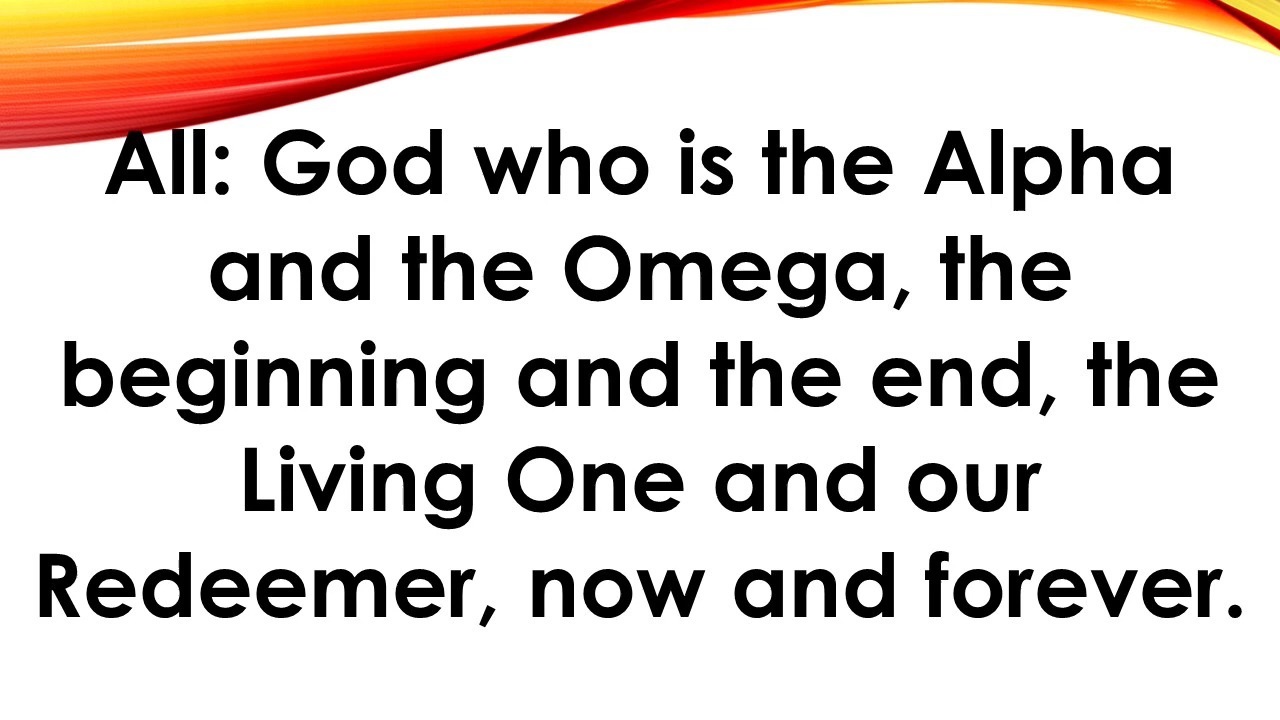 All: God who is the Alpha
and the Omega, the
beginning and the end, the
Living One and our
Redeemer, now and forever.